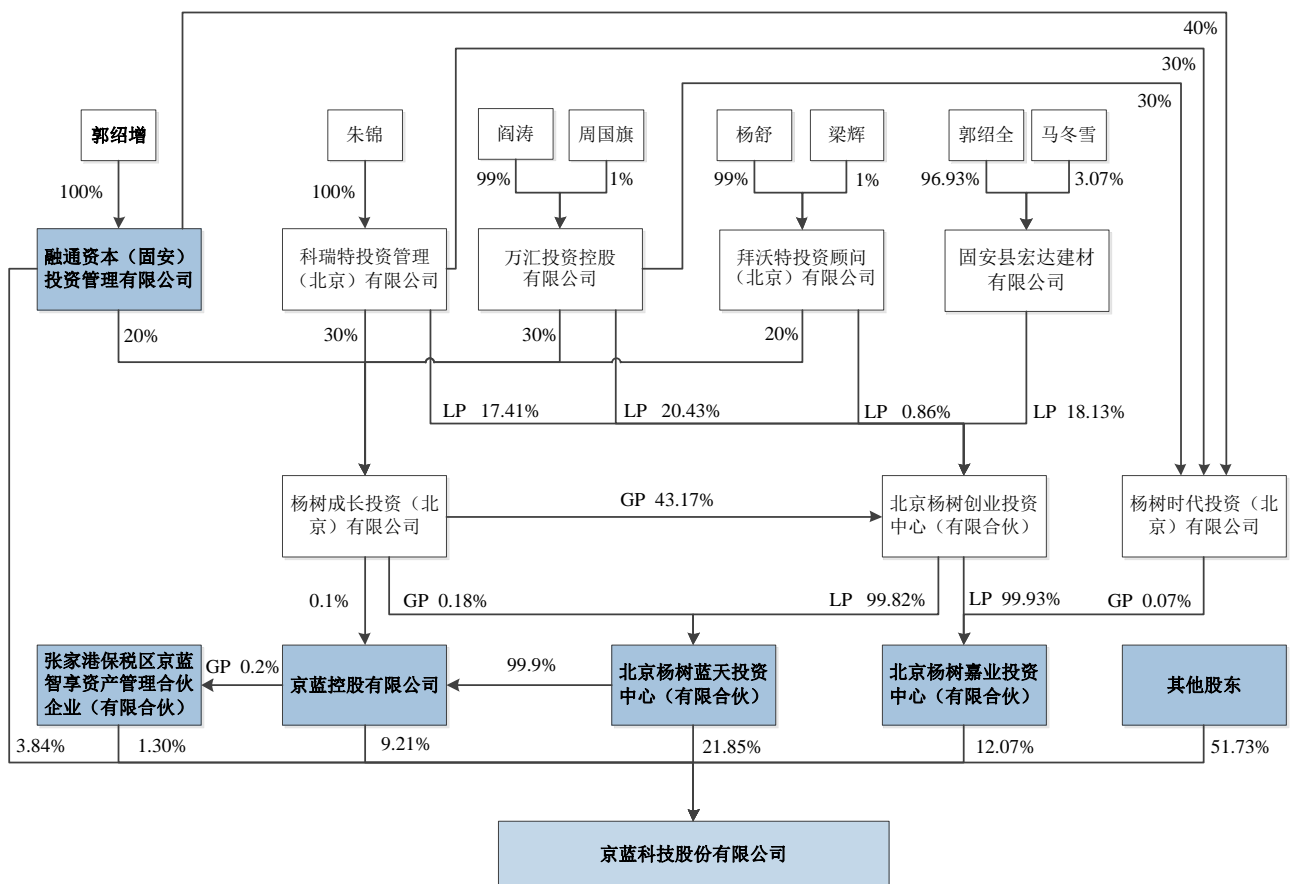 40%
30%
30%
郭绍增
朱锦
阎涛
周国旗
杨舒
梁辉
郭绍全
马冬雪
100%
100%
99%
1%
99%
1%
96.93%
3.07%
融通资本（固安）
投资管理有限公司
科瑞特投资管理
（北京）有限公司
万汇投资控股
有限公司
拜沃特投资顾问
（北京）有限公司
固安县宏达建材
有限公司
20%
30%
30%
20%
LP 17.41%
LP 20.43%
LP 0.86%
LP 18.13%
杨树成长投资（北
京）有限公司
GP 43.17%
北京杨树创业投资
中心（有限合伙）
杨树时代投资（北
京）有限公司
0.1%
GP 0.18%
LP 99.82%
LP 99.93%
GP 0.07%
张家港保税区京蓝
智享资产管理合伙
企业（有限合伙）
GP 0.2%
京蓝控股有限公司
99.9%
北京杨树蓝天投资
中心（有限合伙）
北京杨树嘉业投资
中心（有限合伙）
其他股东
3.84%
1.30%
9.21%
21.85%
12.07%
51.73%
京蓝科技股份有限公司